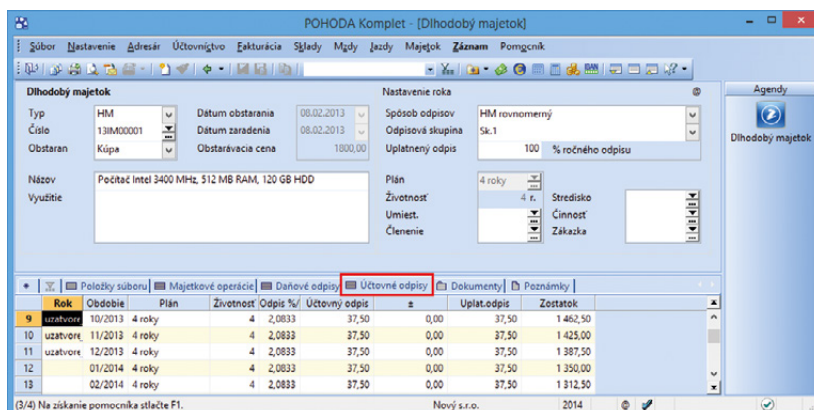 POHODA Komplet - [Dlhodobý majetok]
Súbor Nastavenie Adresár Účtovníctvo Fakturácia Sklady Mzdy Jazdy Majetok Záznam Pomocník
Dlhodobý majetok Nastavenie roka Agendy
Typ HM Dátum obstarania 08.02.2013 Spôsob odpisov HM rovnomerný
Číslo 13IM00001 Dátum zaradenia 08.02.2013 Odpisová skupina Sk.1 Dlhodobý majetok
Obstaran Kúpa Obstarávacia cena 1800,00 Uplatnený odpis 100 % ročného odpisu
Názov Počítač Intel 3400 MHz, 512 MB RAM, 120 GB HDD Plán 4 roky
Využitie Životnosť 4 r. Stredisko
Umiest. Činnosť
Členenie Zákazka
Položky súboru Majetkové operácie Daňové odpisy Účtovné odpisy Dokumenty Poznámky
Rok Obdobie Plán Životnosť Odpis %/ Účtovný odpis ± Uplat.odpis Zostatok
9 uzatvore 10/2013 4 roky 4 2,0833 37,50 0,00 37,50 1 462,50
10 uzatvore 11/2013 4 roky 4 2,0833 37,50 0,00 37,50 1 425,00
11 uzatvore 12/2013 4 roky 4 2,0833 37,50 0,00 37,50 1 387,50
12 01/2014 4 roky 4 2,0833 37,50 0,00 37,50 1 350,00
13 02/2014 4 roky 4 2,0833 37,50 0,00 37,50 1 312,50
(3/4) Na získanie pomocníka stlačte F1. Nový s.r.o. 2014